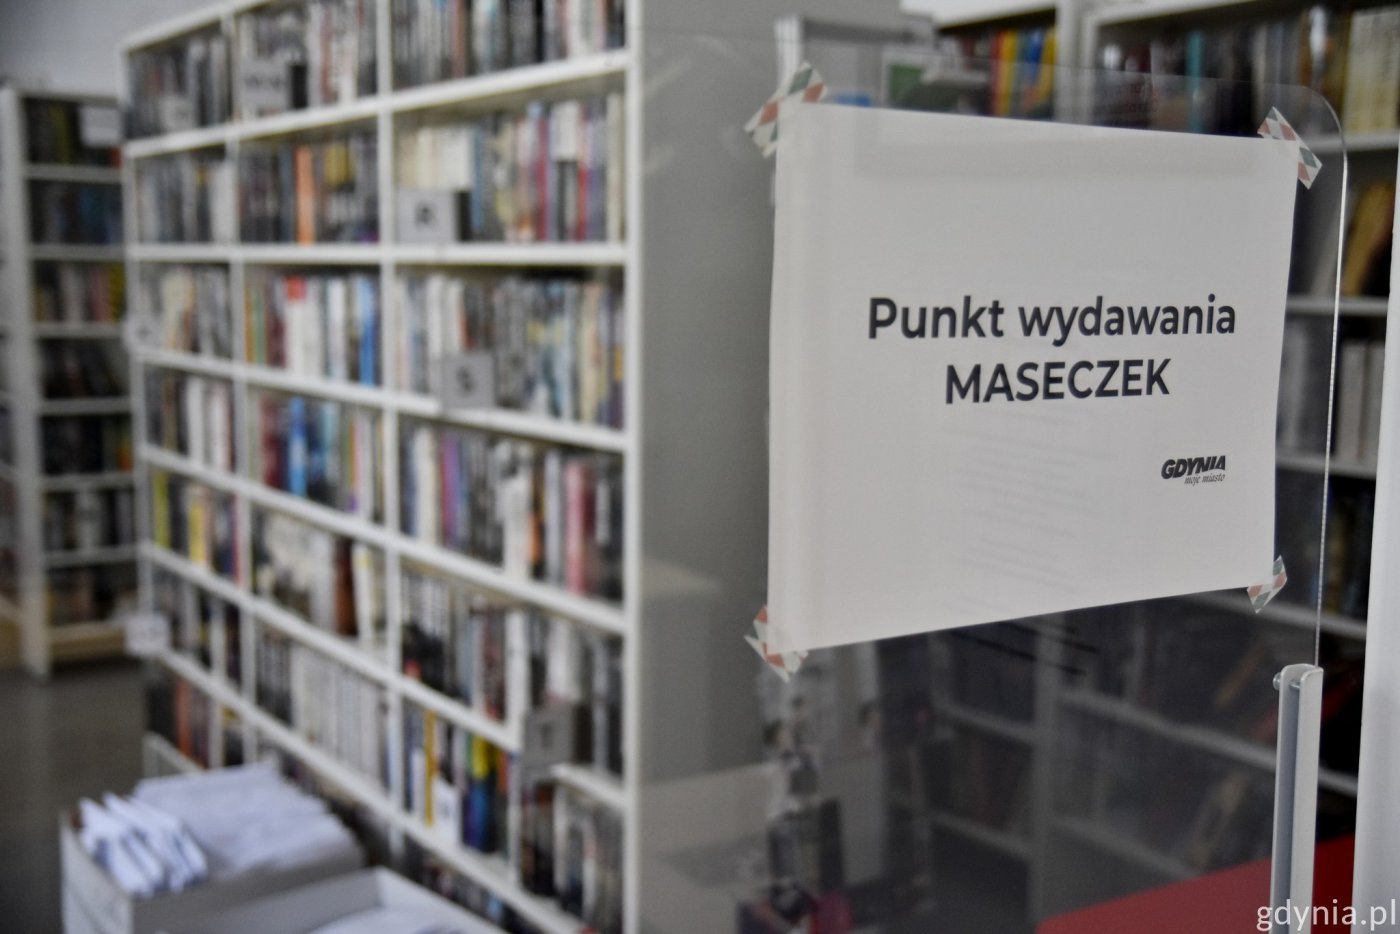 Punkt wydawania
MASECZEK
GDYNIA
moje miasto
R
S
T
gdynia.pl